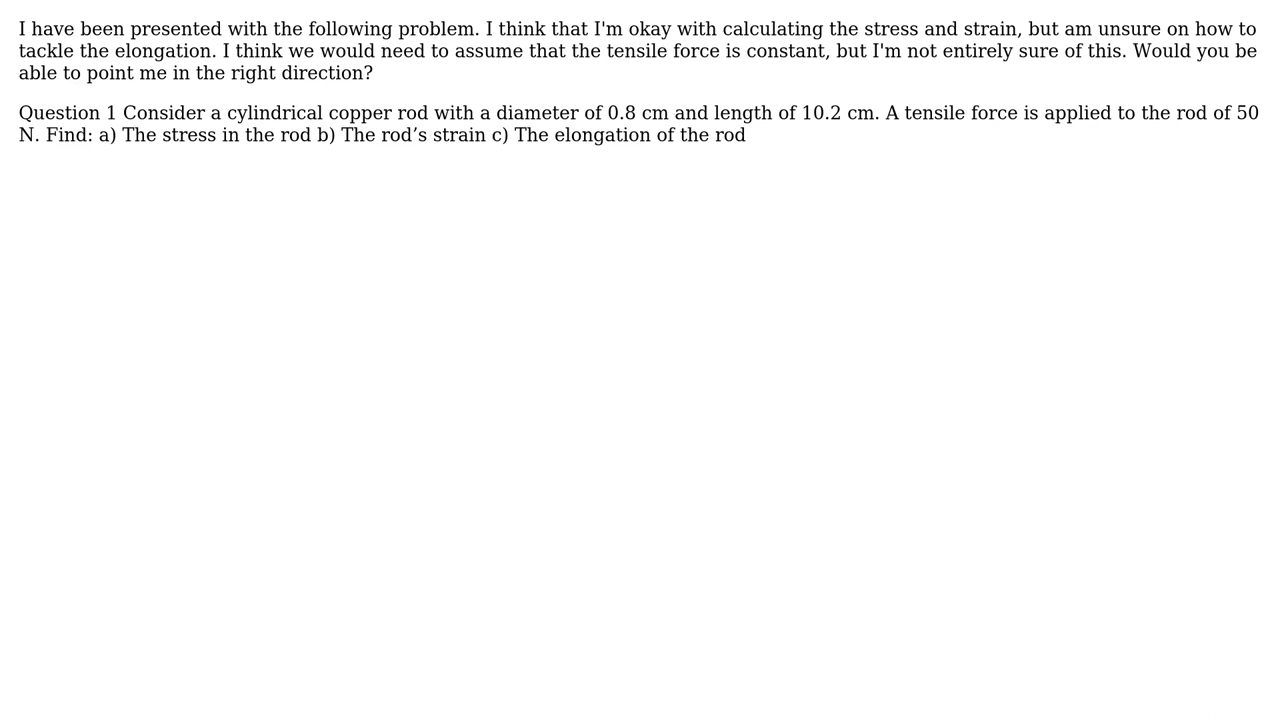 I have been presented with the following problem. I think that I'm okay with calculating the stress and strain, but am unsure on how to
tackle the elongation. I think we would need to assume that the tensile force is constant, but I'm not entirely sure of this. Would you be
able to point me in the right direction?
Question 1 Consider a cylindrical copper rod with a diameter of 0.8 cm and length of 10.2 cm. A tensile force is applied to the rod of 50
N. Find: a) The stress in the rod b) The rod’s strain c) The elongation of the rod